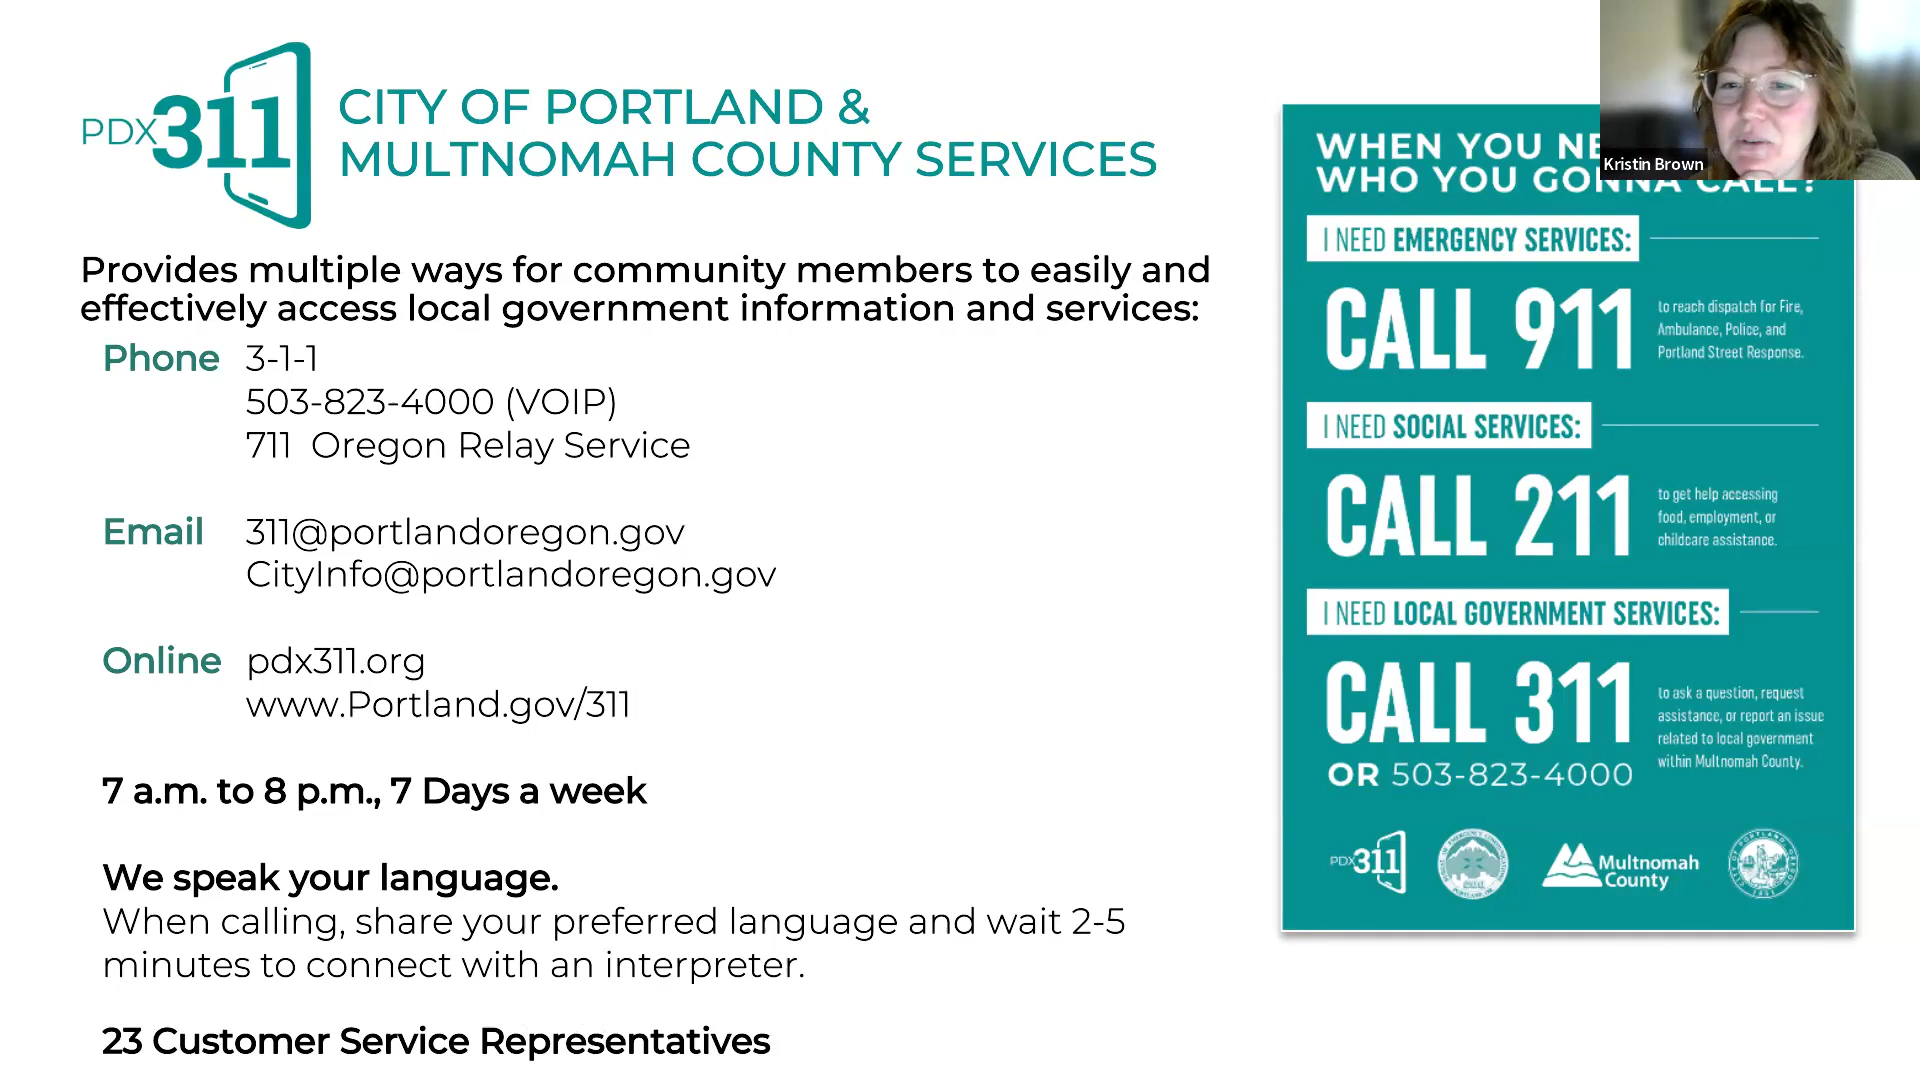 PDX311
CITY OF PORTLAND &
MULTNOMAH COUNTY SERVICES
Provides multiple ways for community members to easily and
effectively access local government information and services:
Phone 3-1-1
503-823-4000 (VOIP)
711 Oregon Relay Service
Email 311@portlandoregon.gov
CityInfo@portlandoregon.gov
Online pdx311.org
www.Portland.gov/311
7 a.m. to 8 p.m., 7 Days a week
We speak your language.
When calling, share your preferred language and wait 2-5
minutes to connect with an interpreter.
23 Customer Service Representatives
Kristin Brown
WHEN YOU NE
WHO YOU GONNA CALL?
I NEED EMERGENCY SERVICES:
CALL 911
to reach dispatch for Fire,
Ambulance, Police, and
Portland Street Response.
I NEED SOCIAL SERVICES:
CALL 211
to get help accessing
food, employment, or
childcare assistance.
I NEED LOCAL GOVERNMENT SERVICES:
CALL 311
OR 503-823-4000
to ask a question, request
assistance, or report an issue
related to local government
within Multnomah County.
PDX311
Multnomah
County